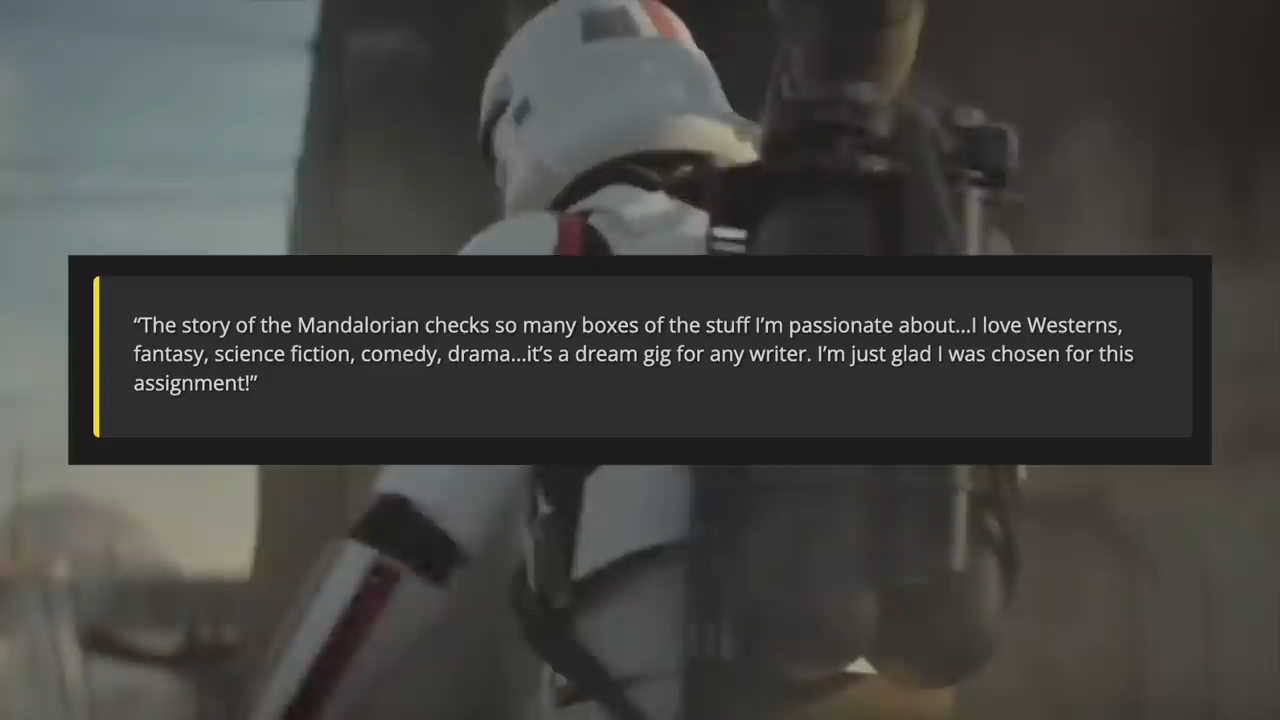 “The story of the Mandalorian checks so many boxes of the stuff I’m passionate about…I love Westerns,
fantasy, science fiction, comedy, drama…it’s a dream gig for any writer. I’m just glad I was chosen for this
assignment!”